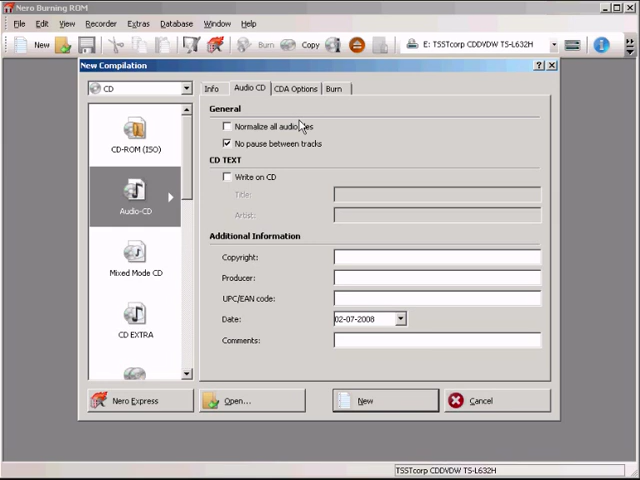 Nero Burning ROM
File Edit View Recorder Extras Database Window Help
New Burn Copy E: TSSTcorp CDDVDW TS-L632H
New Compilation
CD
Info Audio CD CDA Options Burn
General
Normalize all audio
No pause between tracks
CD TEXT
Write on CD
Title:
Artist:
Additional Information
Copyright:
Producer:
UPC/EAN code:
Date: 02-07-2008
Comments:
CD-ROM (ISO)
Audio-CD
Mixed Mode CD
CD EXTRA
Nero Express Open... New Cancel
TSSTcorp CDDVDW TS-L632H